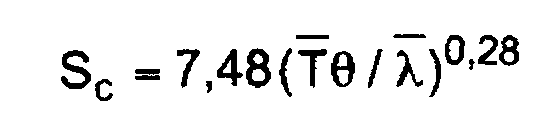 S_c = 7,48(T̅θ / λ̅)^0,28